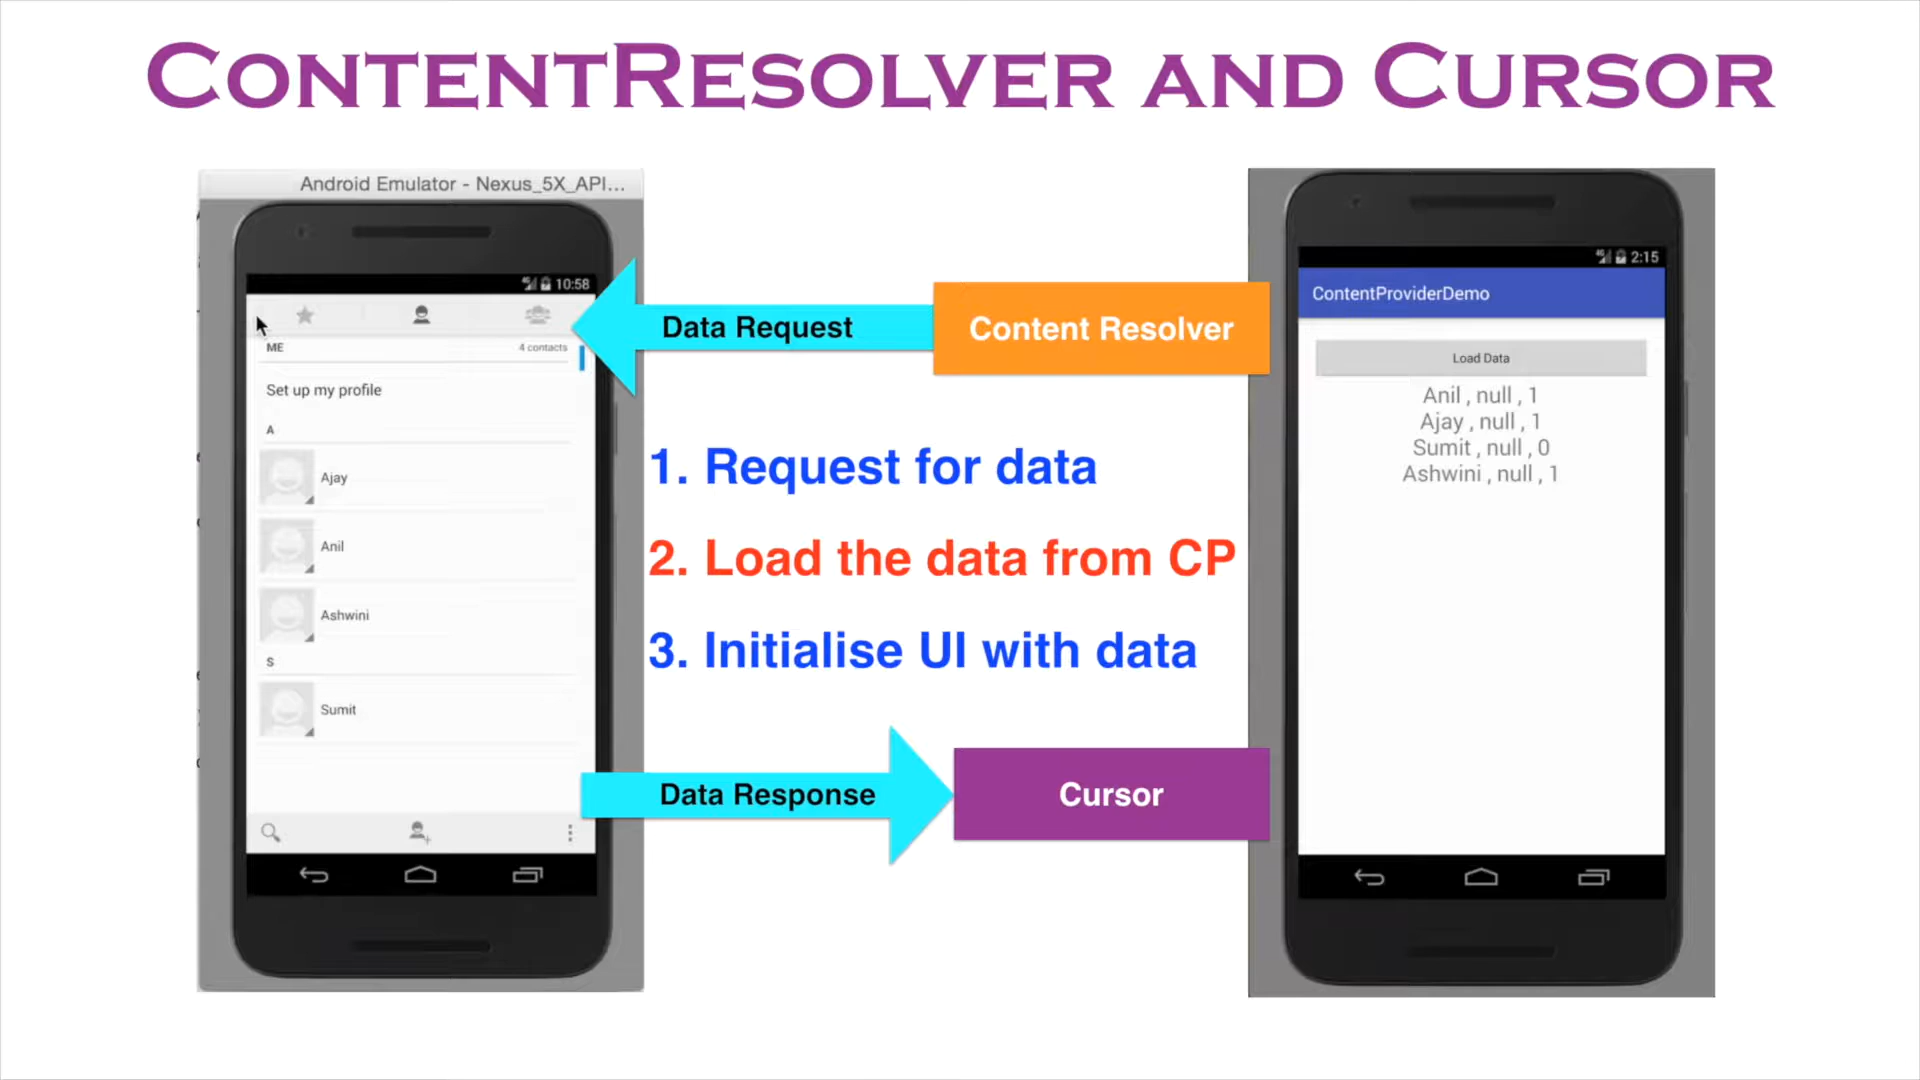 ContentResolver and Cursor
Android Emulator - Nexus_5X_API...
10:58
ME
4 contacts
Set up my profile
A
Ajay
Anil
Ashwini
S
Sumit
Data Request
Content Resolver
1. Request for data
2. Load the data from CP
3. Initialise UI with data
Data Response
Cursor
2:15
ContentProviderDemo
Load Data
Anil , null , 1
Ajay , null , 1
Sumit , null , 0
Ashwini , null , 1